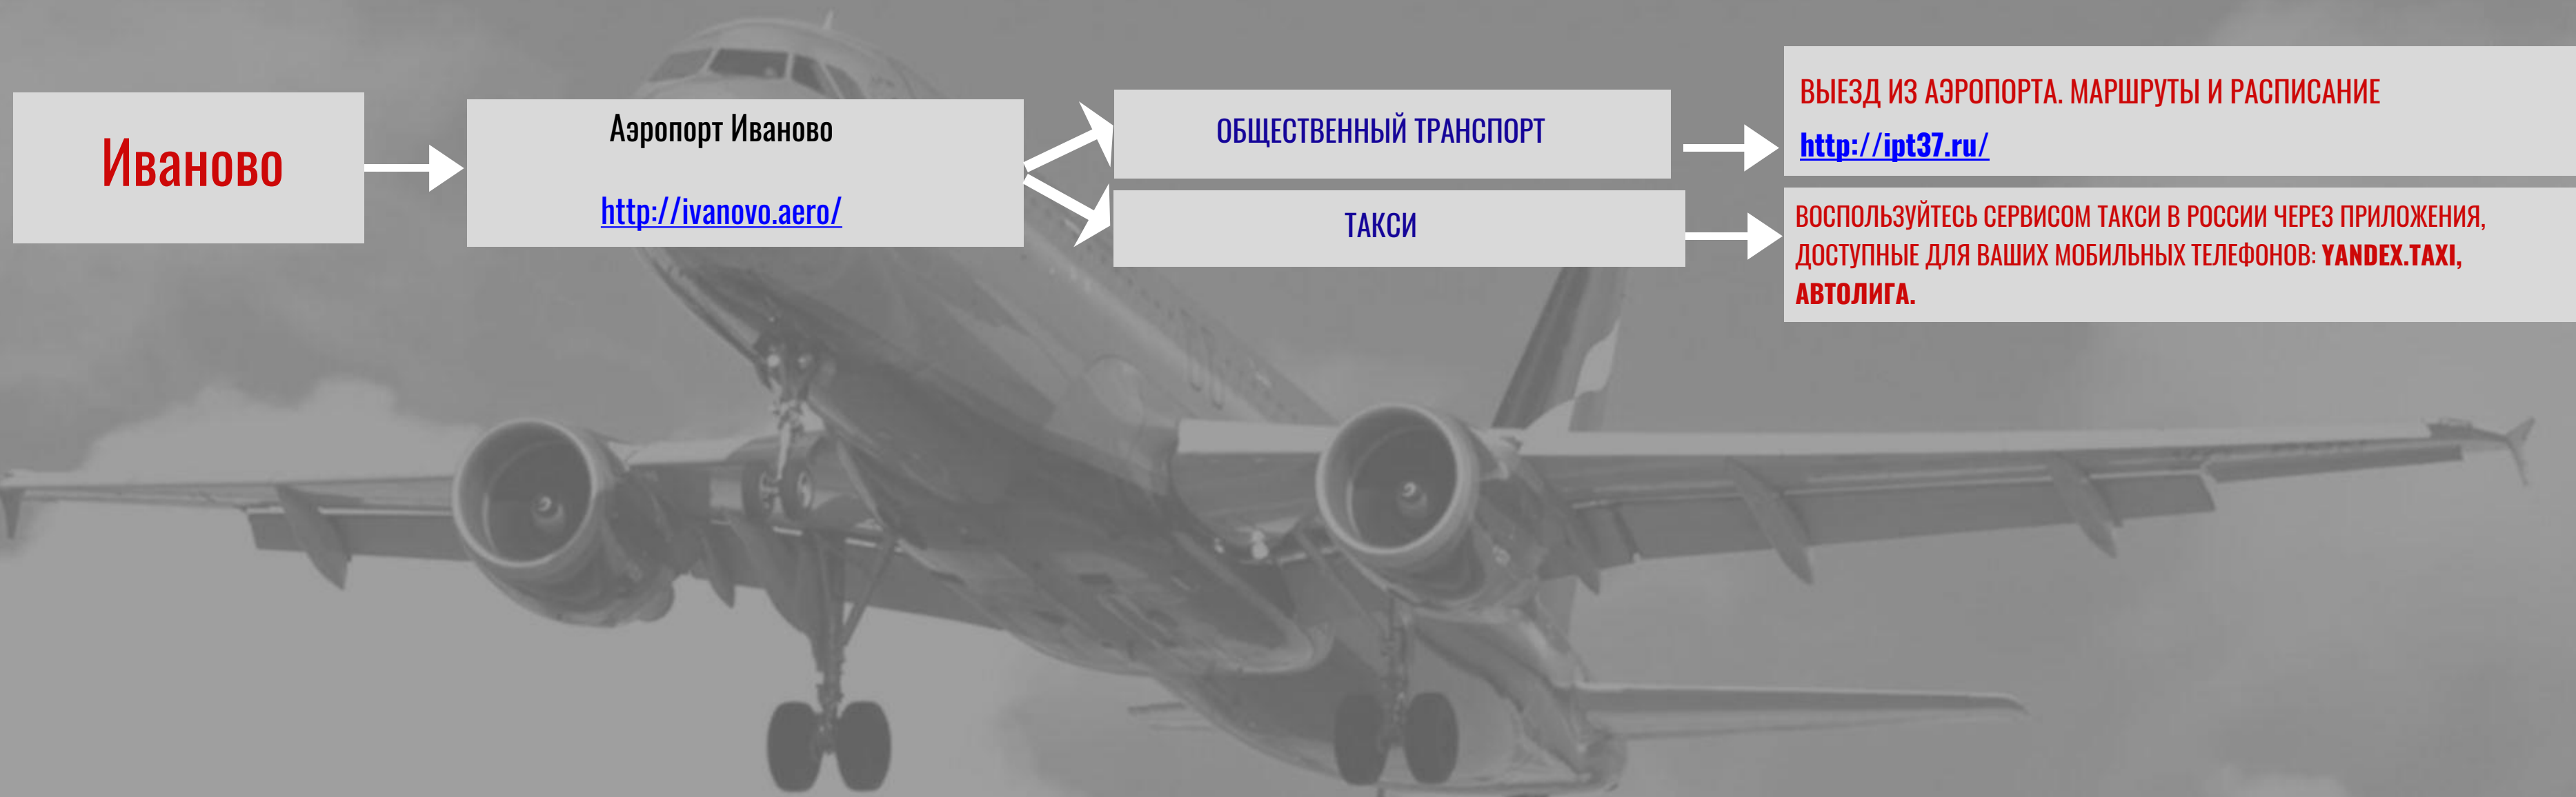 Иваново
Аэропорт Иваново
http://ivanovo.aero/
ОБЩЕСТВЕННЫЙ ТРАНСПОРТ
ТАКСИ
ВЫЕЗД ИЗ АЭРОПОРТА. МАРШРУТЫ И РАСПИСАНИЕ
http://ipt37.ru/
ВОСПОЛЬЗУЙТЕСЬ СЕРВИСОМ ТАКСИ В РОССИИ ЧЕРЕЗ ПРИЛОЖЕНИЯ,
ДОСТУПНЫЕ ДЛЯ ВАШИХ МОБИЛЬНЫХ ТЕЛЕФОНОВ: YANDEX.TAXI,
АВТОЛИГА.